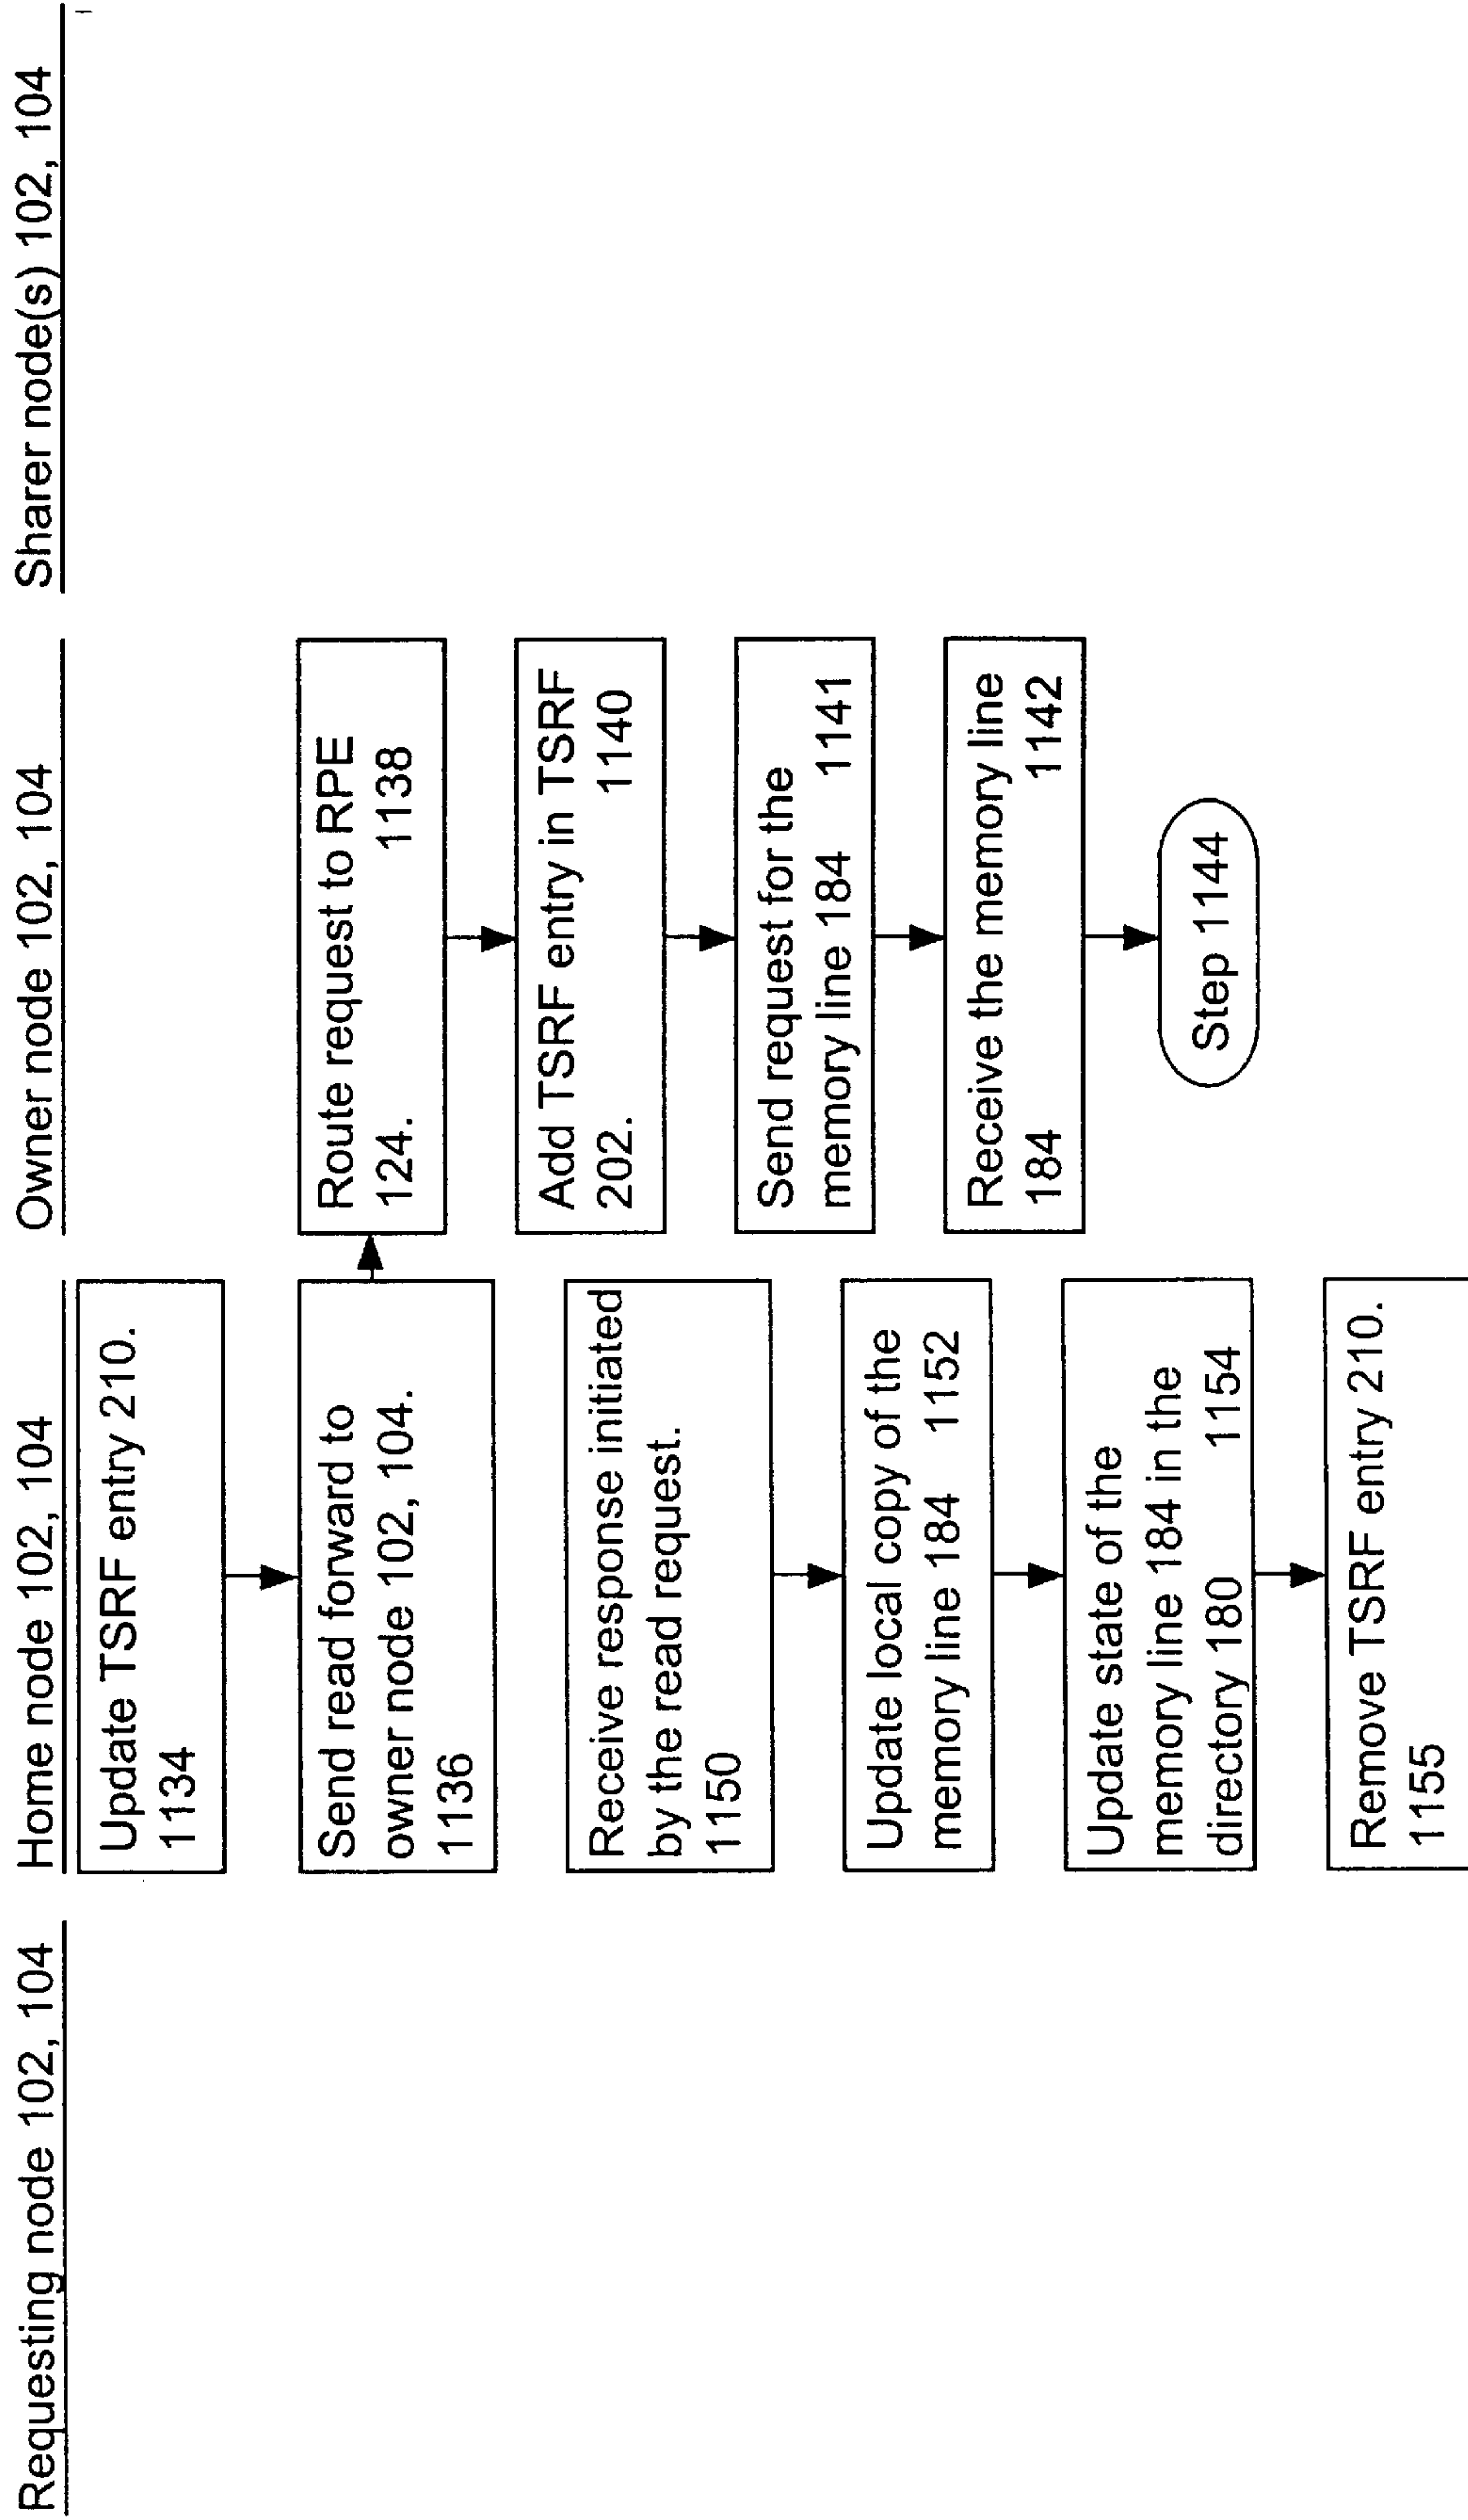 Requesting node 102, 104
Home node 102, 104
Owner node 102, 104
Sharer node(s) 102, 104
Update TSRF entry 210.
1134
Send read forward to
owner node 102, 104.
1136
Receive response initiated
by the read request.
1150
Update local copy of the
memory line 184 1152
Update state of the
memory line 184 in the
directory 180 1154
Remove TSRF entry 210.
1155
Route request to RPE
124. 1138
Add TSRF entry in TSRF
202. 1140
Send request for the
memory line 184 1141
Receive the memory line
184 1142
Step 1144